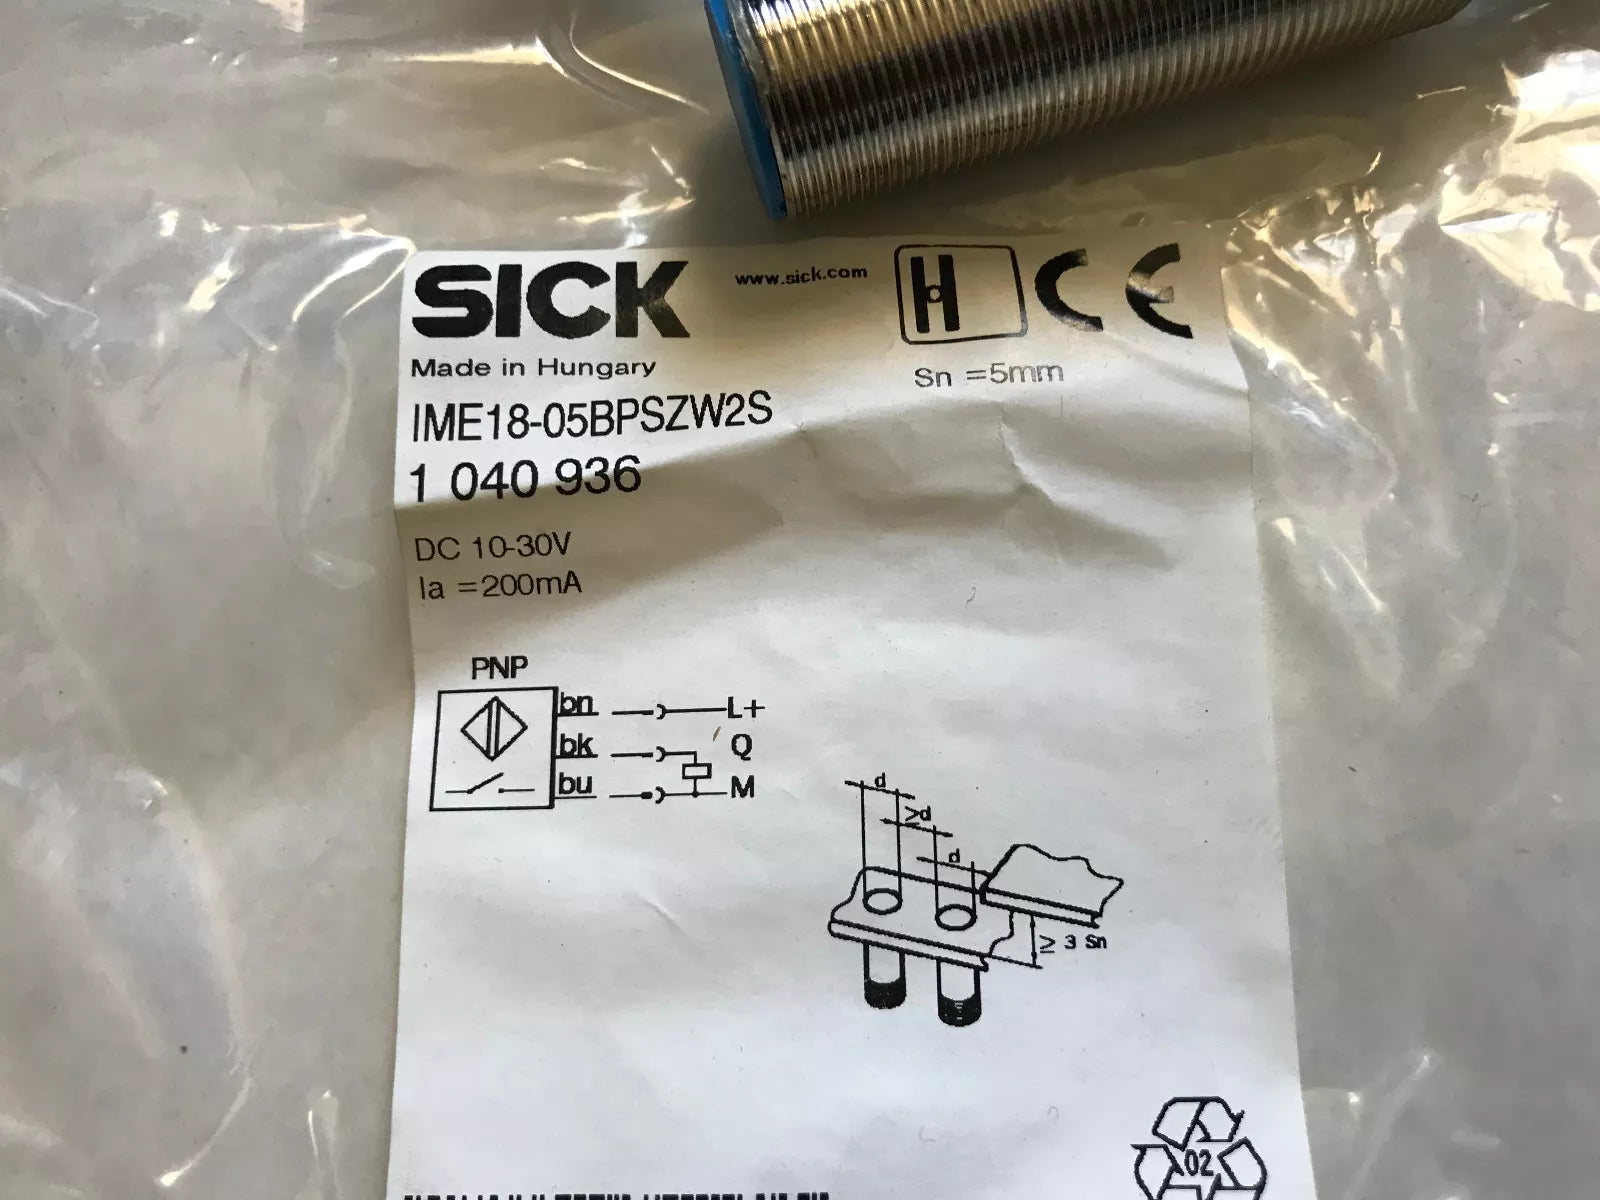 SICK www.sick.com H CE
Made in Hungary
Sn =5mm
IME18-05BPSZW2S
1 040 936
DC 10-30V
Ia =200mA
PNP
bn L+
bk Q
bu M
d
≥d
d
≥ 3 Sn
02